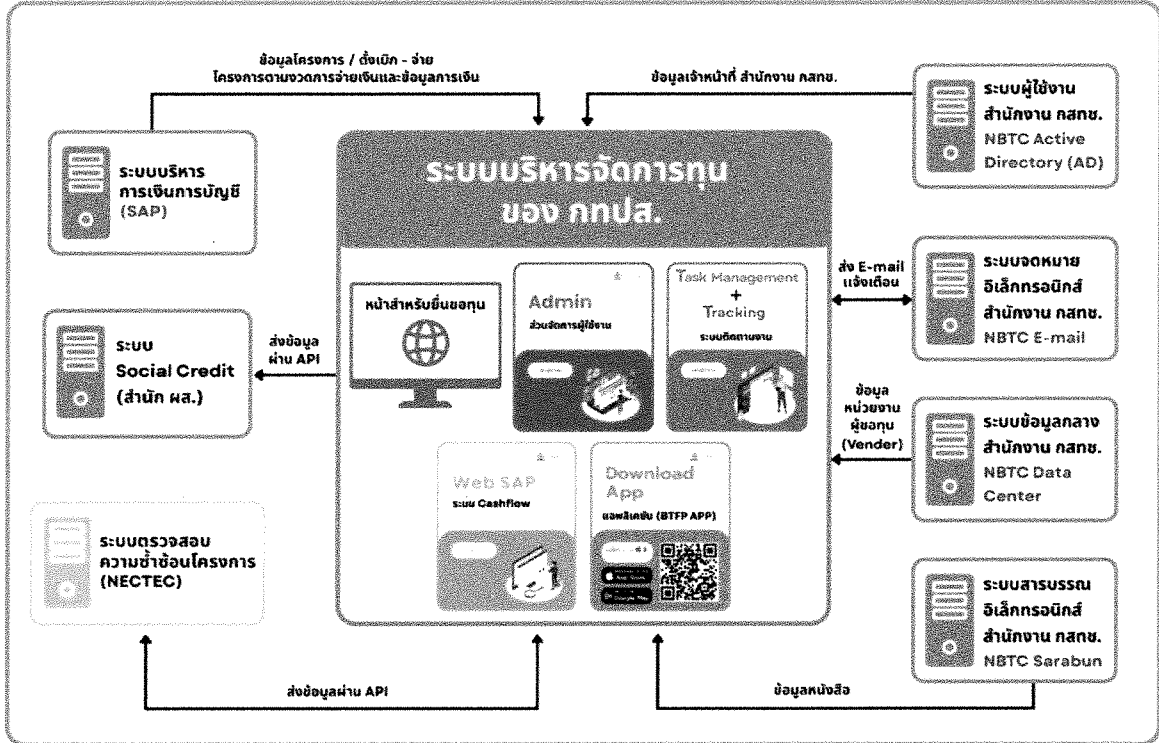 ข้อมูลโครงการ / ตั้งเบิก - จ่าย
โครงการตามงวดการจ่ายเงินและข้อมูลการเงิน
ข้อมูลเจ้าหน้าที่ สำนักงาน กสทช.
ระบบบริหาร
การเงินการบัญชี
(SAP)
ระบบ
Social Credit
(สำนัก ผส.)
ส่งข้อมูล
ผ่าน API
ระบบตรวจสอบ
ความซ้ำซ้อนโครงการ
(NECTEC)
ส่งข้อมูลผ่าน API
ระบบบริหารจัดการทุน
ของ กทปส.
หน้าสำหรับยื่นขอทุน
Admin
ส่วนจัดการผู้ใช้งาน
Task Management
+
Tracking
ระบบติดตามงาน
Web SAP
ระบบ Cashflow
Download
App
แอพลิเคชัน (BTFP APP)
App Store
Google Play
ระบบผู้ใช้งาน
สำนักงาน กสทช.
NBTC Active
Directory (AD)
ส่ง E-mail
แจ้งเตือน
ระบบจดหมาย
อิเล็กทรอนิกส์
สำนักงาน กสทช.
NBTC E-mail
ข้อมูล
หน่วยงาน
ผู้ขอทุน
(Vender)
ระบบข้อมูลกลาง
สำนักงาน กสทช.
NBTC Data
Center
ระบบสารบรรณ
อิเล็กทรอนิกส์
สำนักงาน กสทช.
NBTC Sarabun
ข้อมูลหนังสือ